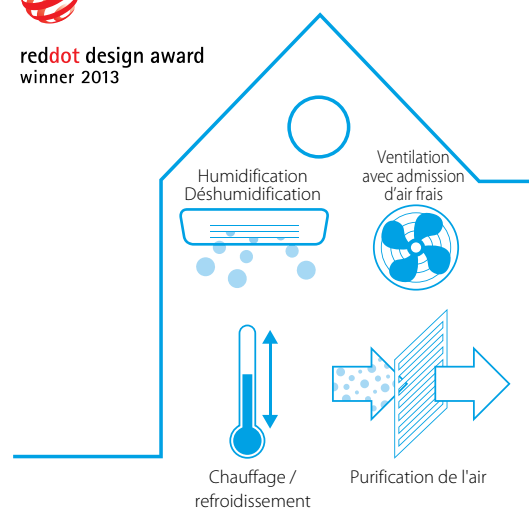 reddot design award
winner 2013
Humidification
Déshumidification
Ventilation
avec admission
d'air frais
Chauffage /
refroidissement
Purification de l'air